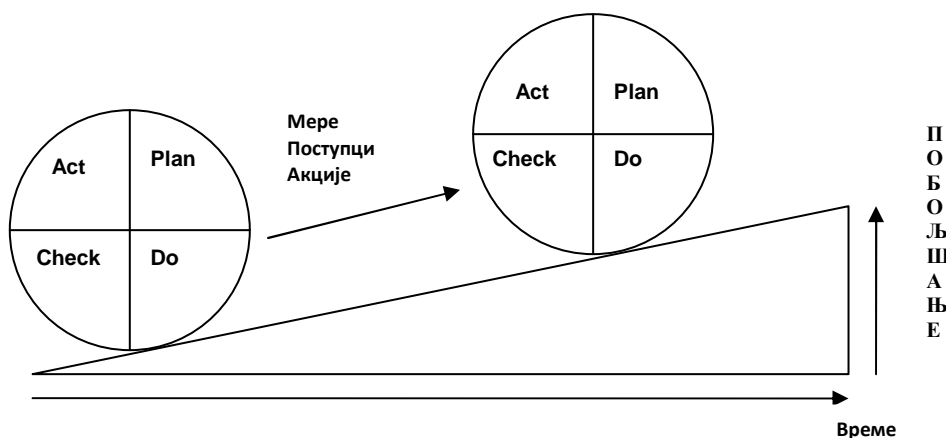 Act Plan
Check Do
Мере
Поступци
Акције
Act Plan
Check Do
П
О
Б
О
Љ
Ш
А
Њ
Е
Време